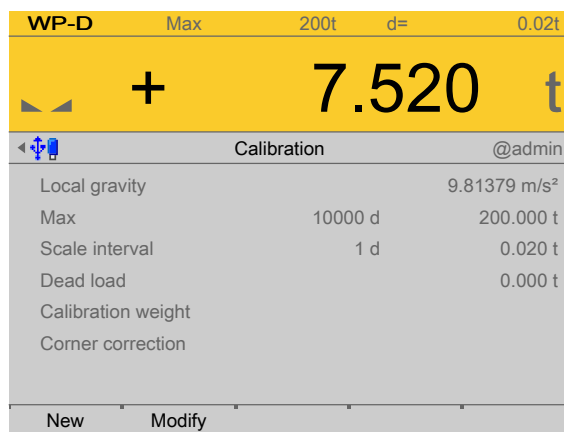 WP-D Max 200t d= 0.02t
+ 7.520 t
Calibration @admin
Local gravity 9.81379 m/s²
Max 10000 d 200.000 t
Scale interval 1 d 0.020 t
Dead load 0.000 t
Calibration weight
Corner correction
New Modify